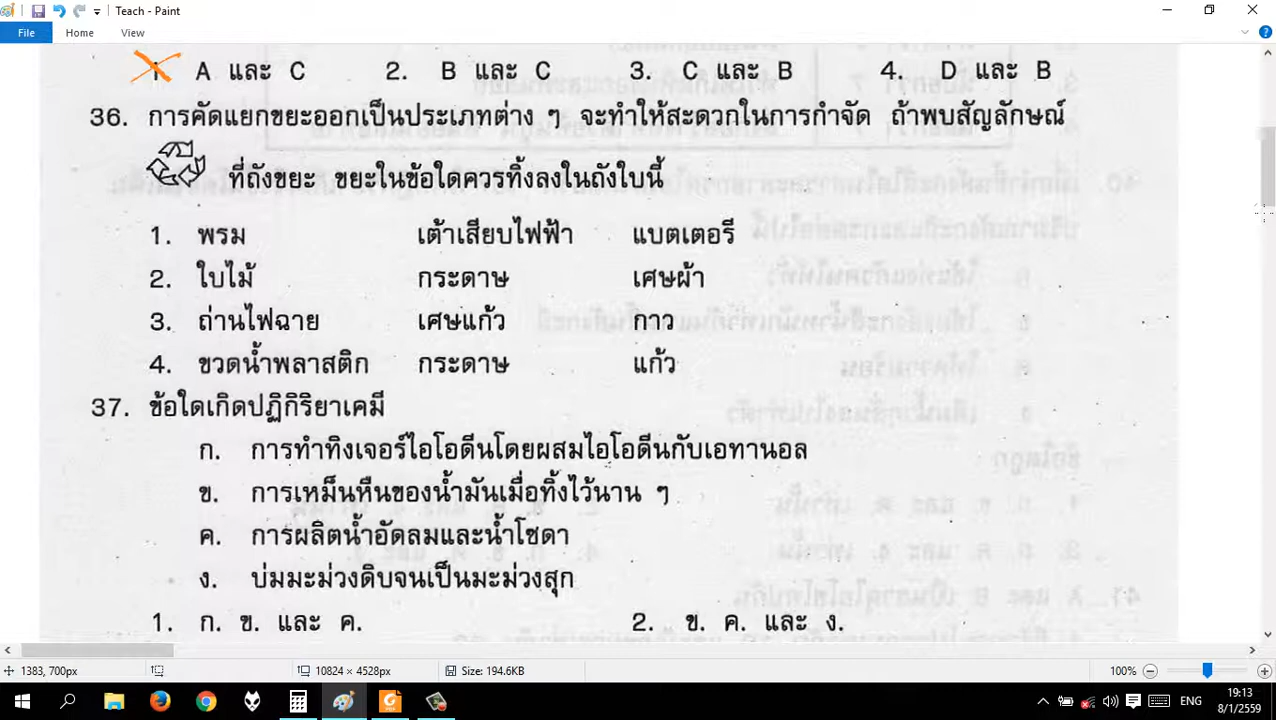 Teach - Paint
File Home View
1 A และ C 2. B และ C 3. C และ B 4. D และ B
36. การคัดแยกขยะออกเป็นประเภทต่าง ๆ จะทำให้สะดวกในการกำจัด ถ้าพบสัญลักษณ์
ที่ถังขยะ ขยะในข้อใดควรทิ้งลงในถังใบนี้
1. พรม เต้าเสียบไฟฟ้า แบตเตอรี
2. ใบไม้ กระดาษ เศษผ้า
3. ถ่านไฟฉาย เศษแก้ว กาว
4. ขวดน้ำพลาสติก กระดาษ แก้ว
37. ข้อใดเกิดปฏิกิริยาเคมี
ก. การทำทิงเจอร์ไอโอดีนโดยผสมไอโอดีนกับเอทานอล
ข. การเหม็นหืนของน้ำมันเมื่อทิ้งไว้นาน ๆ
ค. การผลิตน้ำอัดลมและน้ำโซดา
ง. บ่มมะม่วงดิบจนเป็นมะม่วงสุก
1. ก. ข. และ ค. 2. ข. ค. และ ง.
1383, 700px 10824 × 4528px Size: 194.6KB 100%
ENG 19:13
8/1/2559